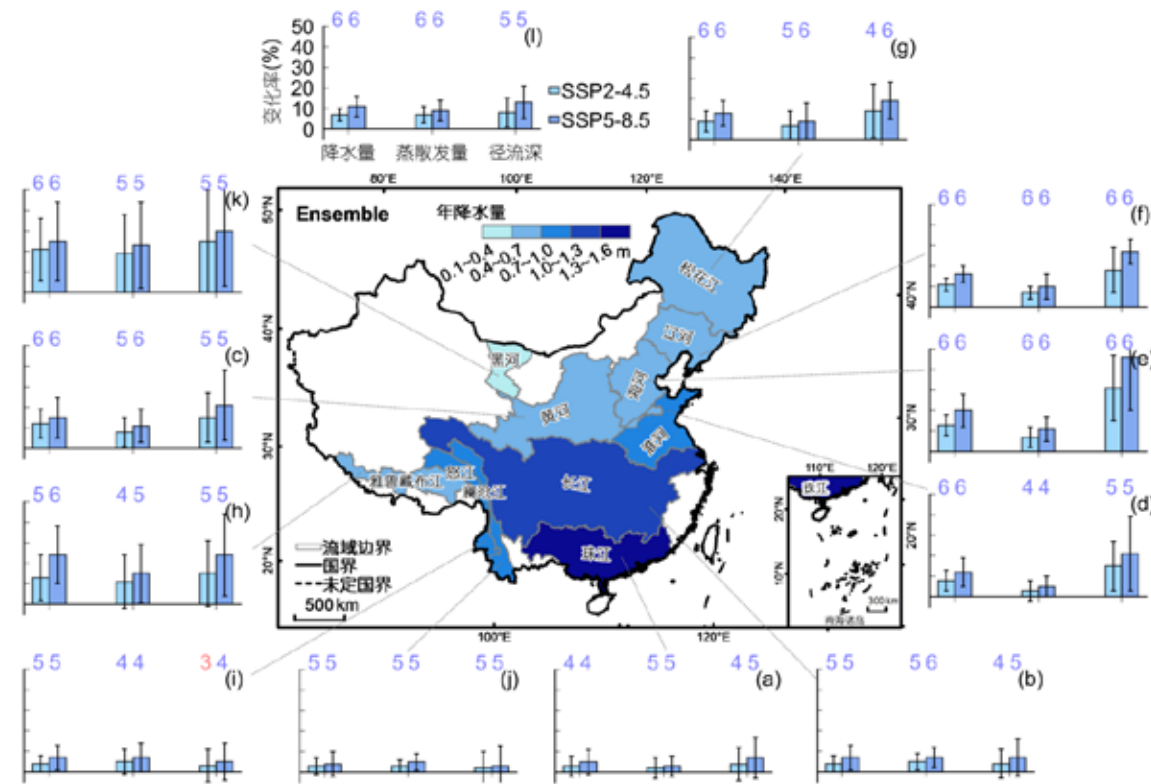 6 6 6 6 5 5
(l)
50
40
30
20
10
0
变化率(%)
降水量 蒸散发量 径流深
SSP2-4.5
SSP5-8.5
6 6 5 6 4 6
(g)
6 6 5 5 5 5
(k)
6 6 5 6 5 5
(c)
5 6 4 5 5 5
(h)
5 5 4 4 3 4
(i)
5 5 5 5 5 5
(j)
4 4 5 5 4 5
(a)
5 5 5 6 4 5
(b)
6 6 6 6 6 6
(f)
6 6 6 6 6 6
(e)
6 6 4 4 5 5
(d)
80°E 100°E 120°E 140°E
50°N
40°N
30°N
20°N
Ensemble
年降水量
0.1~0.4
0.4~0.7
0.7~1.0
1.0~1.3
1.3~1.6 m
松花江
辽河
海河
黑河
黄河
淮河
怒江
雅鲁藏布江
澜沧江
长江
珠江
流域边界
国界
未定国界
500 km
100°E 120°E
40°N
30°N
20°N
10°N
110°E 120°E
珠江
20°N
10°N
300 km
南海诸岛